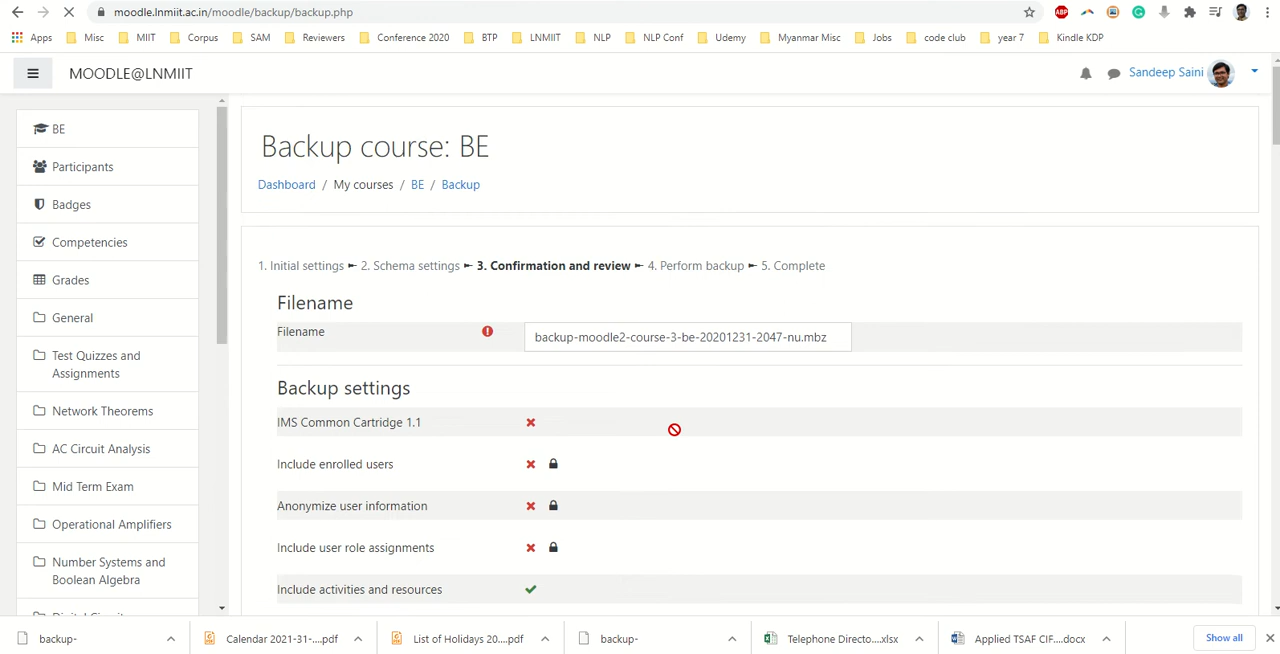 moodle.lnmiit.ac.in/moodle/backup/backup.php
ABP
Apps Misc MIIT Corpus SAM Reviewers Conference 2020 BTP LNMIIT NLP NLP Conf Udemy Myanmar Misc Jobs code club year 7 Kindle KDP
MOODLE@LNMIIT
Sandeep Saini
BE
Participants
Badges
Competencies
Grades
General
Test Quizzes and
Assignments
Network Theorems
AC Circuit Analysis
Mid Term Exam
Operational Amplifiers
Number Systems and
Boolean Algebra
Backup course: BE
Dashboard / My courses / BE / Backup
1. Initial settings ► 2. Schema settings ► 3. Confirmation and review ► 4. Perform backup ► 5. Complete
Filename
Filename
backup-moodle2-course-3-be-20201231-2047-nu.mbz
Backup settings
IMS Common Cartridge 1.1
Include enrolled users
Anonymize user information
Include user role assignments
Include activities and resources
backup- Calendar 2021-31-....pdf List of Holidays 20....pdf backup- Telephone Directo....xlsx Applied TSAF CIF....docx Show all